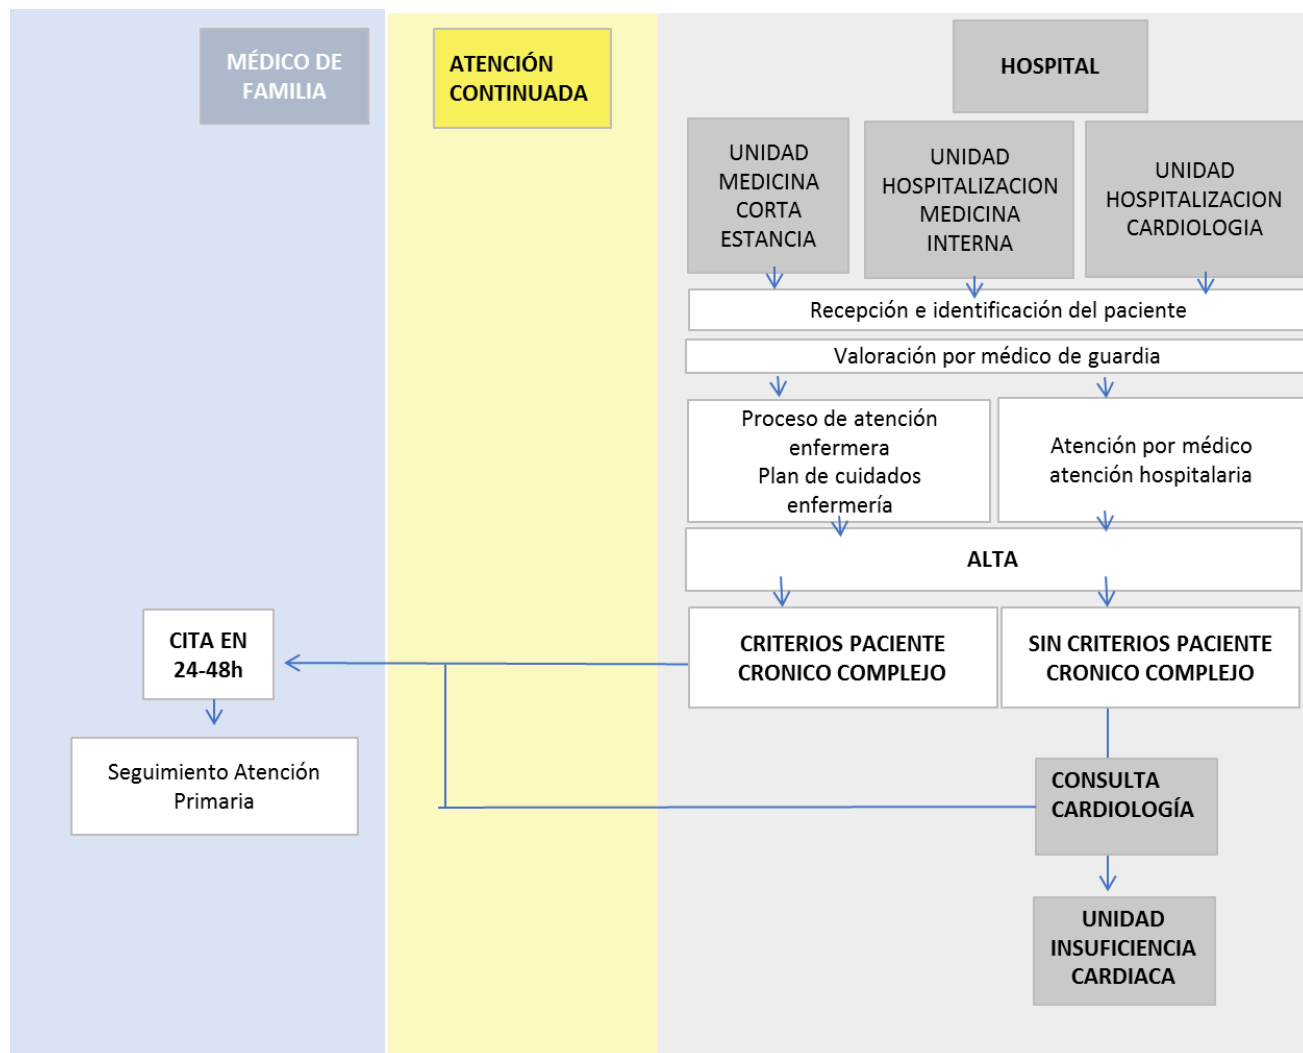 MÉDICO DE
FAMILIA
ATENCIÓN
CONTINUADA
HOSPITAL
UNIDAD
MEDICINA
CORTA
ESTANCIA
UNIDAD
HOSPITALIZACION
MEDICINA
INTERNA
UNIDAD
HOSPITALIZACION
CARDIOLOGIA
Recepción e identificación del paciente
Valoración por médico de guardia
Proceso de atención
enfermera
Plan de cuidados
enfermería
Atención por médico
atención hospitalaria
ALTA
CRITERIOS PACIENTE
CRONICO COMPLEJO
SIN CRITERIOS PACIENTE
CRONICO COMPLEJO
CITA EN
24-48h
Seguimiento Atención
Primaria
CONSULTA
CARDIOLOGÍA
UNIDAD
INSUFICIENCIA
CARDIACA